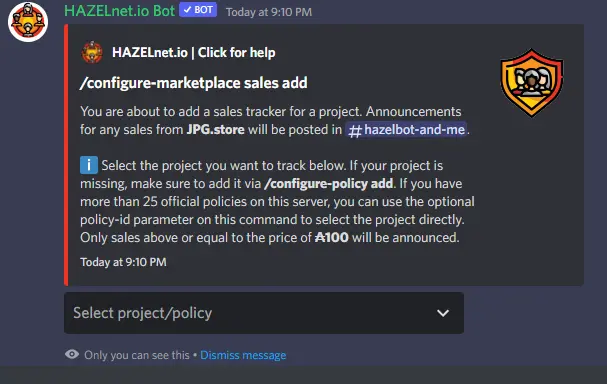 HAZELnet.io Bot ✓ BOT Today at 9:10 PM
HAZELnet.io | Click for help
/configure-marketplace sales add
You are about to add a sales tracker for a project. Announcements
for any sales from JPG.store will be posted in #hazelbot-and-me.
i Select the project you want to track below. If your project is
missing, make sure to add it via /configure-policy add. If you have
more than 25 official policies on this server, you can use the optional
policy-id parameter on this command to select the project directly.
Only sales above or equal to the price of ₳100 will be announced.
Today at 9:10 PM
Select project/policy
Only you can see this • Dismiss message